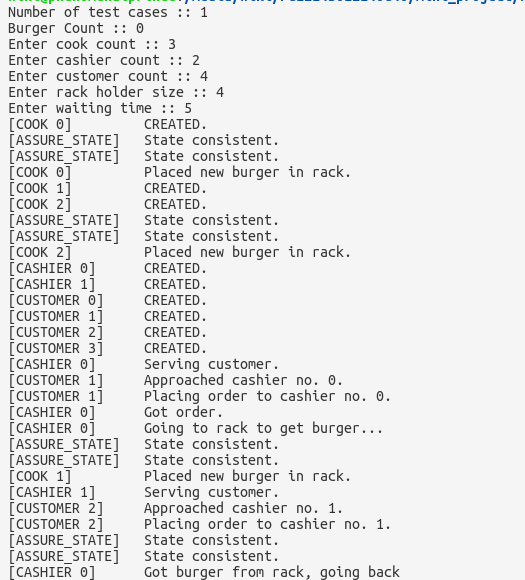 Number of test cases :: 1
Burger Count :: 0
Enter cook count :: 3
Enter cashier count :: 2
Enter customer count :: 4
Enter rack holder size :: 4
Enter waiting time :: 5
[COOK 0]         CREATED.
[ASSURE_STATE]   State consistent.
[ASSURE_STATE]   State consistent.
[COOK 0]         Placed new burger in rack.
[COOK 1]         CREATED.
[COOK 2]         CREATED.
[ASSURE_STATE]   State consistent.
[ASSURE_STATE]   State consistent.
[COOK 2]         Placed new burger in rack.
[CASHIER 0]      CREATED.
[CASHIER 1]      CREATED.
[CUSTOMER 0]     CREATED.
[CUSTOMER 1]     CREATED.
[CUSTOMER 2]     CREATED.
[CUSTOMER 3]     CREATED.
[CASHIER 0]      Serving customer.
[CUSTOMER 1]     Approached cashier no. 0.
[CUSTOMER 1]     Placing order to cashier no. 0.
[CASHIER 0]      Got order.
[CASHIER 0]      Going to rack to get burger...
[ASSURE_STATE]   State consistent.
[ASSURE_STATE]   State consistent.
[COOK 1]         Placed new burger in rack.
[CASHIER 1]      Serving customer.
[CUSTOMER 2]     Approached cashier no. 1.
[CUSTOMER 2]     Placing order to cashier no. 1.
[ASSURE_STATE]   State consistent.
[ASSURE_STATE]   State consistent.
[CASHIER 0]      Got burger from rack, going back